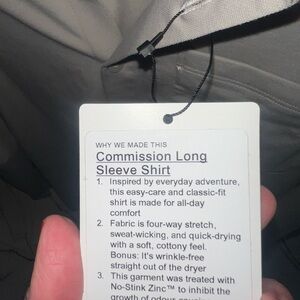 WHY WE MADE THIS
Commission Long
Sleeve Shirt
1. Inspired by everyday adventure,
this easy-care and classic-fit
shirt is made for all-day
comfort
2. Fabric is four-way stretch,
sweat-wicking, and quick-drying
with a soft, cottony feel.
Bonus: It's wrinkle-free
straight out of the dryer
3. This garment was treated with
No-Stink Zinc™ to inhibit the
growth of odour-causing